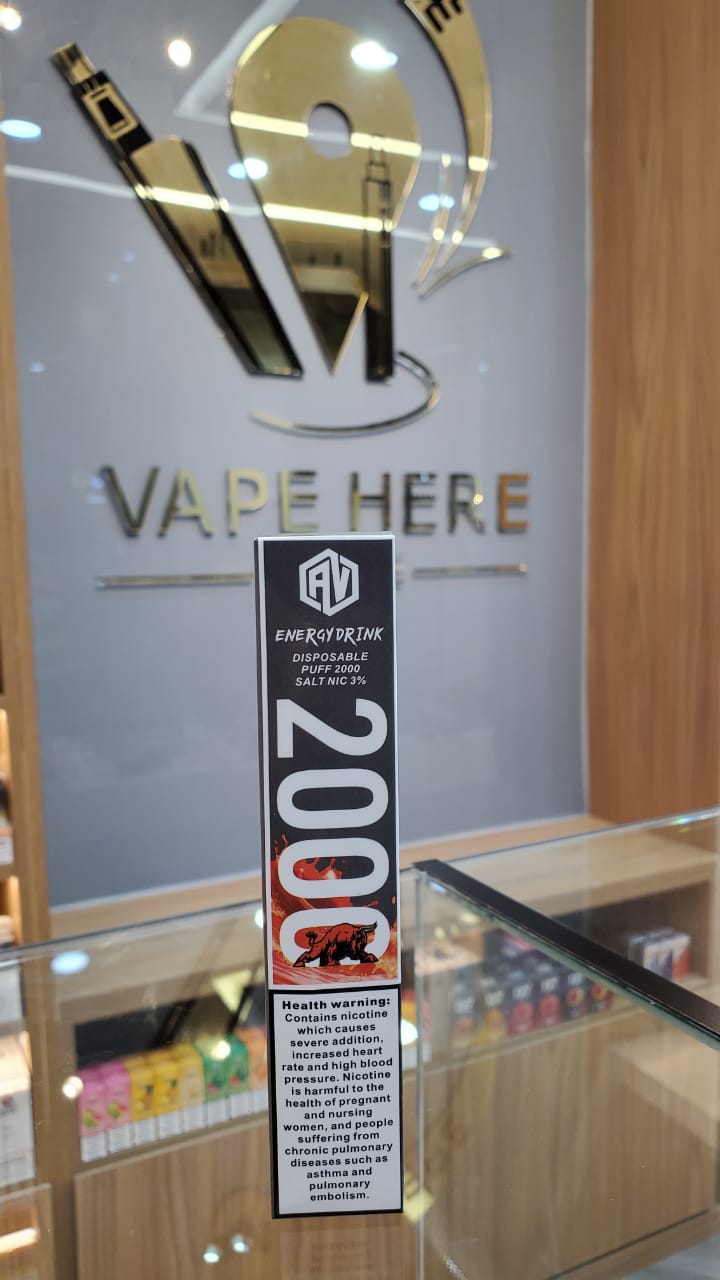 VAPE HERE
AV
ENERGY DRINK
DISPOSABLE
PUFF 2000
SALT NIC 3%
2000
Health warning:
Contains nicotine
which causes
severe addition,
increased heart
rate and high blood
pressure. Nicotine
is harmful to the
health of pregnant
and nursing
women, and people
suffering from
chronic pulmonary
diseases such as
asthma and
pulmonary
embolism.